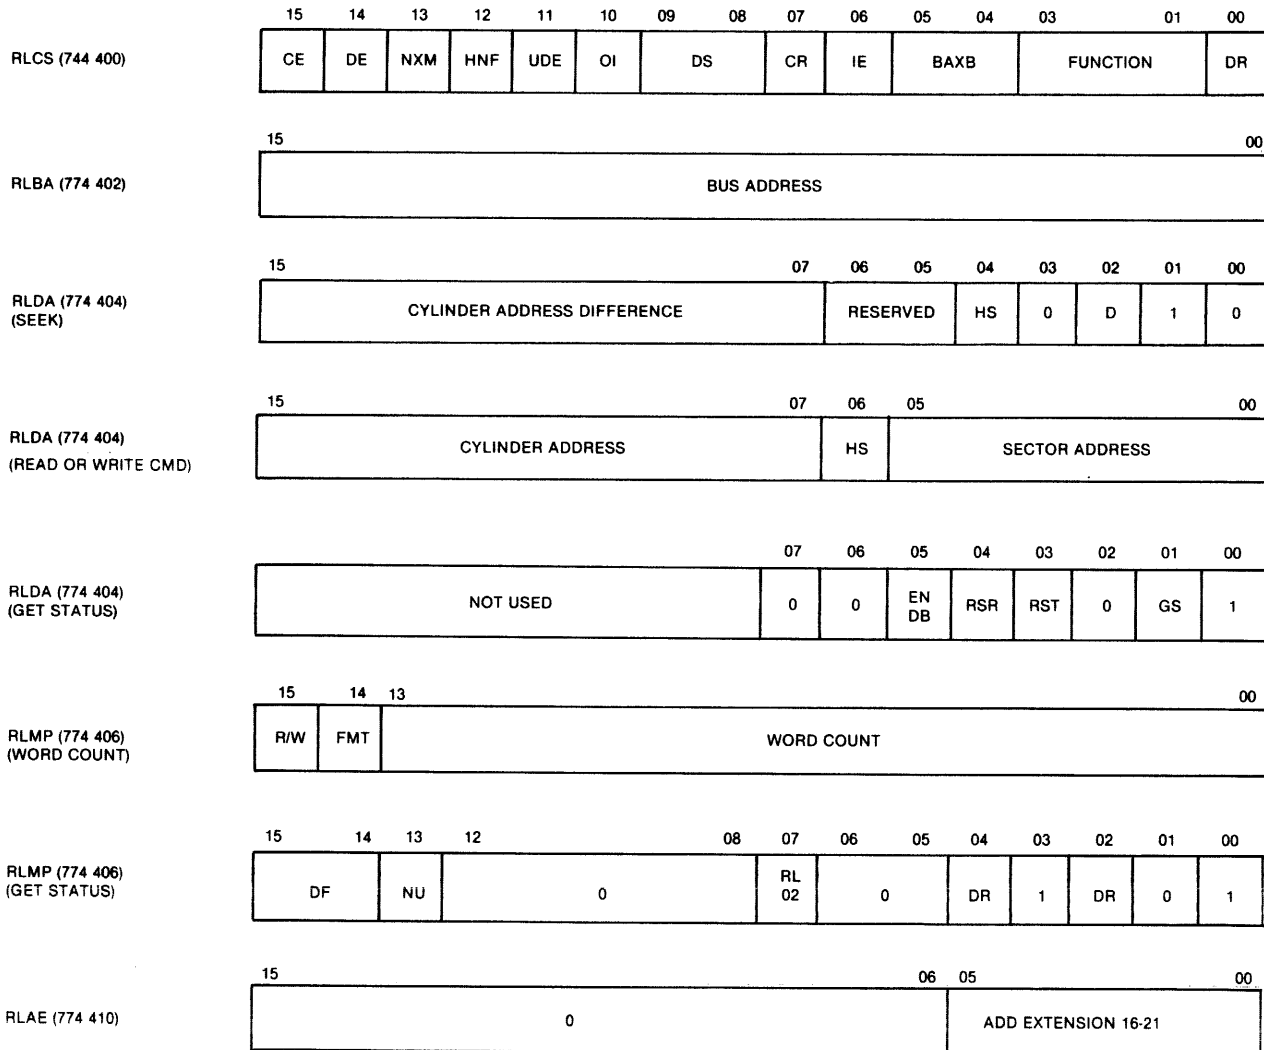 15 14 13 12 11 10 09 08 07 06 05 04 03 01 00
RLCS (744 400) CE DE NXM HNF UDE OI DS CR IE BAXB FUNCTION DR
15 00
RLBA (774 402) BUS ADDRESS
15 07 06 05 04 03 02 01 00
RLDA (774 404) CYLINDER ADDRESS DIFFERENCE RESERVED HS 0 D 1 0
(SEEK)
15 07 06 05 00
RLDA (774 404) CYLINDER ADDRESS HS SECTOR ADDRESS
(READ OR WRITE CMD)
07 06 05 04 03 02 01 00
RLDA (774 404) NOT USED 0 0 EN RSR RST 0 GS 1
(GET STATUS) DB
15 14 13 00
RLMP (774 406) R/W FMT WORD COUNT
(WORD COUNT)
15 14 13 12 08 07 06 05 04 03 02 01 00
RLMP (774 406) DF NU 0 RL 0 DR 1 DR 0 1
(GET STATUS) 02
15 06 05 00
RLAE (774 410) 0 ADD EXTENSION 16-21